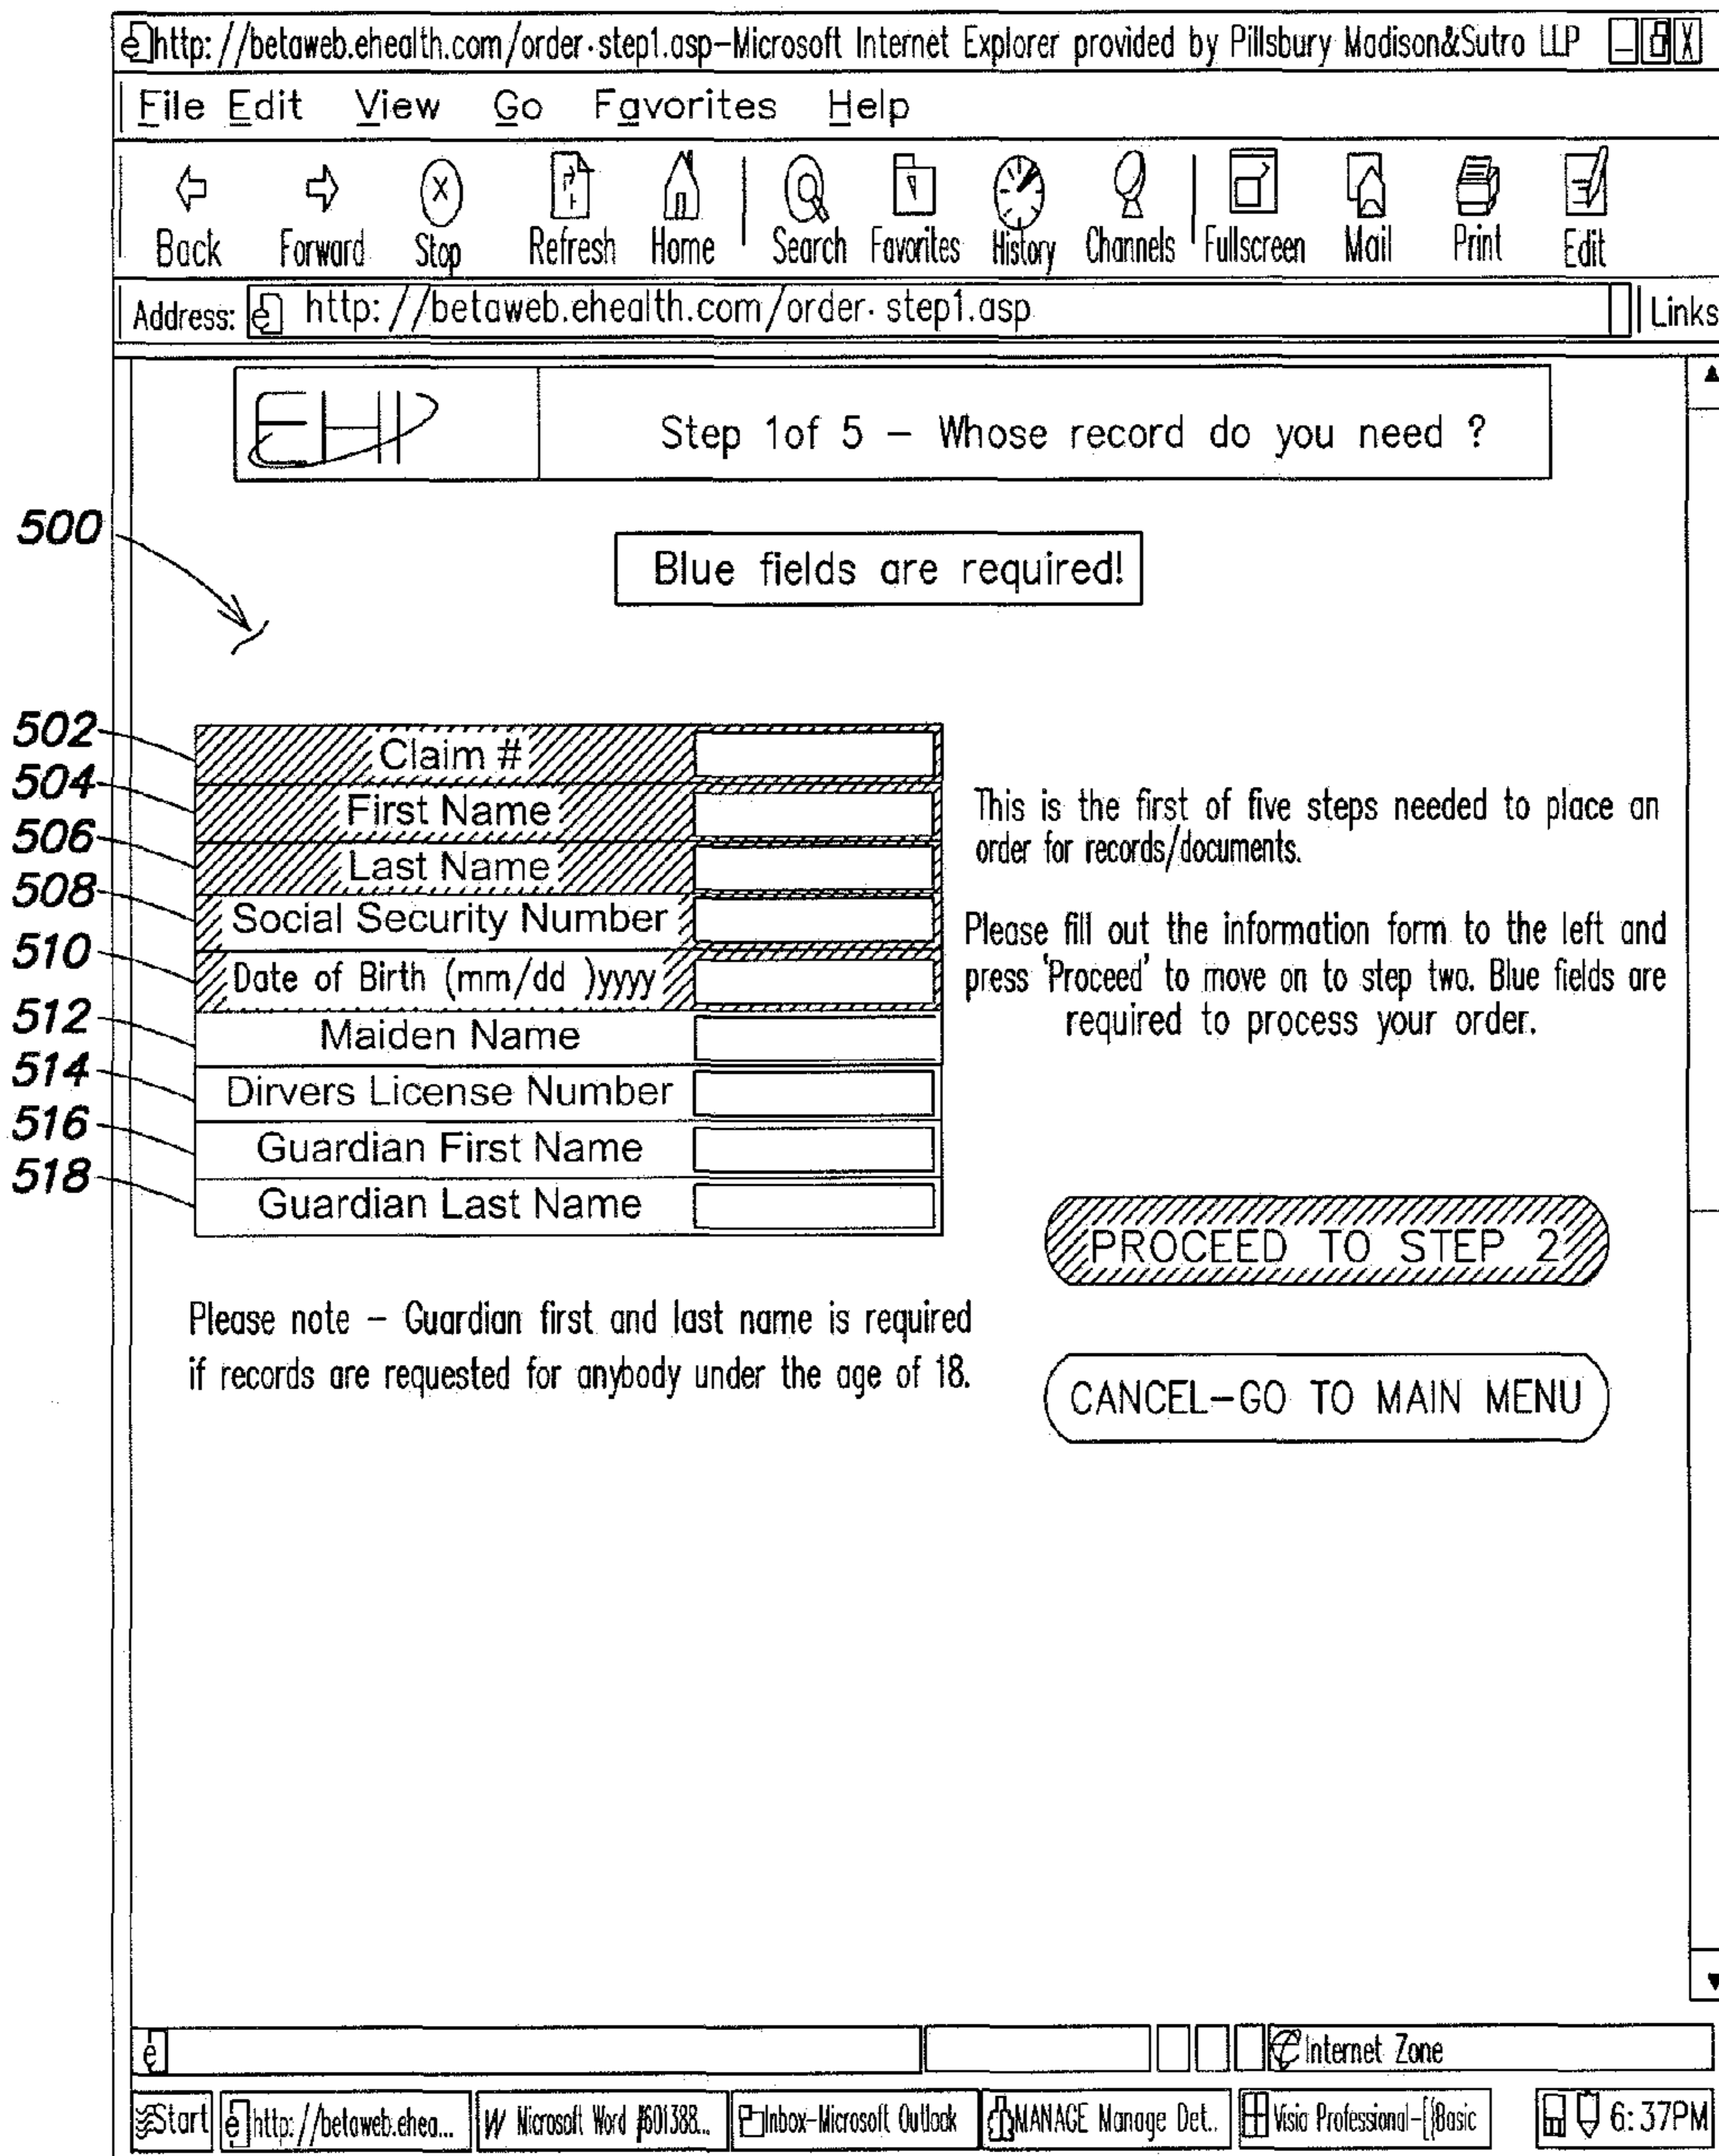 http://betaweb.ehealth.com/order.step1.asp-Microsoft Internet Explorer provided by Pillsbury Madison&Sutro LLP
File Edit View Go Favorites Help
Back Forward Stop Refresh Home Search Favorites History Channels Fullscreen Mail Print Edit
Address: http://betaweb.ehealth.com/order.step1.asp Links
EHI Step 1of 5 – Whose record do you need ?
500
Blue fields are required!
502 Claim #
504 First Name
506 Last Name
508 Social Security Number
510 Date of Birth (mm/dd )yyyy
512 Maiden Name
514 Dirvers License Number
516 Guardian First Name
518 Guardian Last Name
This is the first of five steps needed to place an
order for records/documents.
Please fill out the information form to the left and
press 'Proceed' to move on to step two. Blue fields are
required to process your order.
PROCEED TO STEP 2
Please note – Guardian first and last name is required
if records are requested for anybody under the age of 18.
CANCEL–GO TO MAIN MENU
Internet Zone
Start http://betaweb.ehea... W Microsoft Word #601388... Inbox-Microsoft Outlook MANAGE Manage Det.. Visio Professional-[{Basic 6:37PM